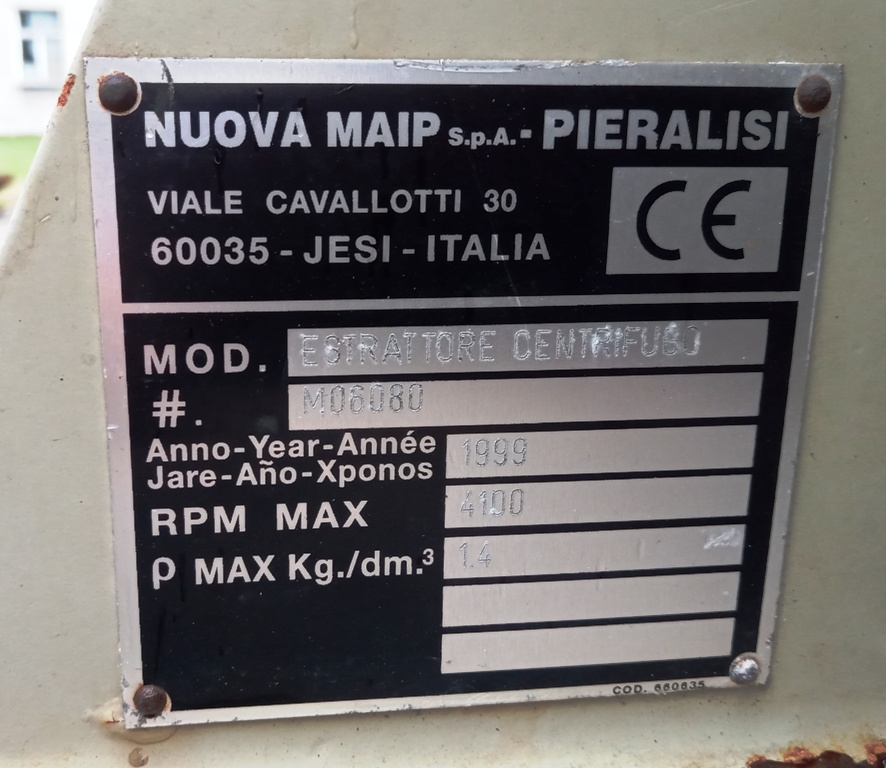 NUOVA MAIP S.p.A.- PIERALISI
VIALE CAVALLOTTI 30
60035 - JESI - ITALIA
CE
MOD. ESTRATTORE CENTRIFUGO
#. M06080
Anno-Year-Année
Jare-Año-Xponos 1999
RPM MAX 4100
ρ MAX Kg./dm.³ 1.4
COD. 660635